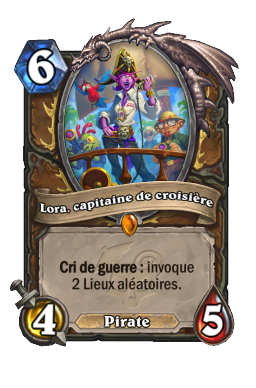 6
Lora, capitaine de croisière
Cri de guerre : invoque
2 Lieux aléatoires.
4
Pirate
5